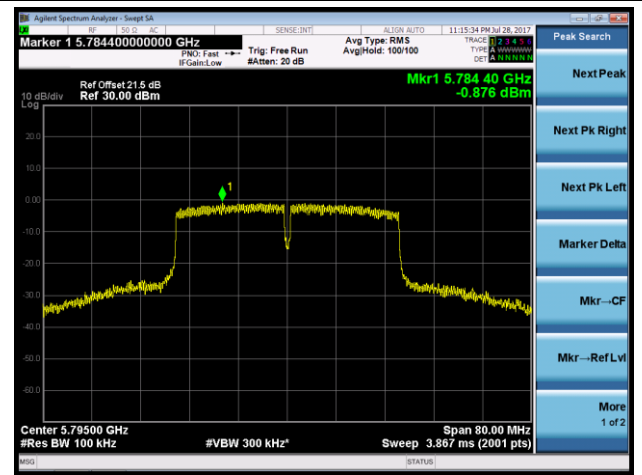 Agilent Spectrum Analyzer - Swept SA
RF 50 Ω AC SENSE:INT ALIGN AUTO 11:15:34 PM Jul 28, 2017
Marker 1 5.784400000000 GHz
PNO: Fast
IFGain:Low
Trig: Free Run
#Atten: 20 dB
Avg Type: RMS
Avg|Hold: 100/100
TRACE 1 2 3 4 5 6
TYPE A WWWWW
DET A N N N N N
Peak Search
Next Peak
Next Pk Right
Next Pk Left
Marker Delta
Mkr→CF
Mkr→Ref Lvl
More
1 of 2
Ref Offset 21.5 dB
10 dB/div Ref 30.00 dBm
Log
Mkr1 5.784 40 GHz
-0.876 dBm
20.0
10.0
0.00
-10.0
-20.0
-30.0
-40.0
-50.0
-60.0
1
Center 5.79500 GHz Span 80.00 MHz
#Res BW 100 kHz #VBW 300 kHz* Sweep 3.867 ms (2001 pts)
MSG STATUS